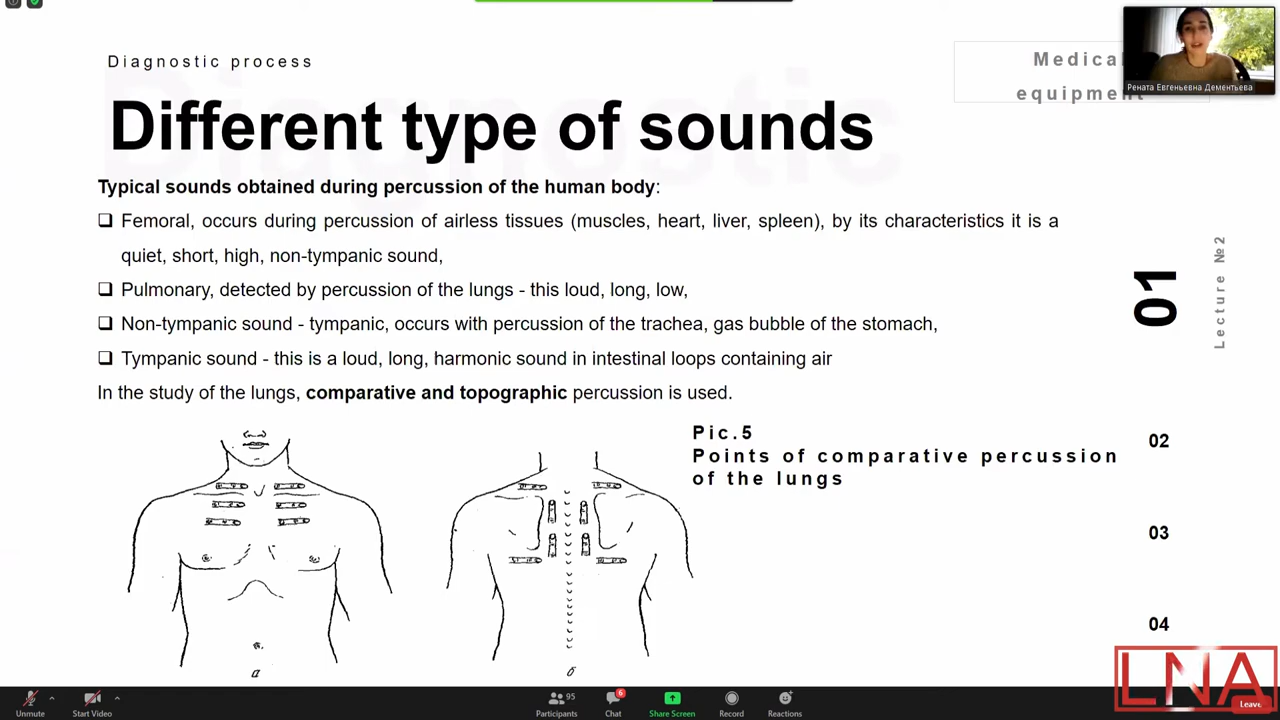 Diagnostic process
Medical
equipment
Рената Евгеньевна Дементьева
Different type of sounds
Typical sounds obtained during percussion of the human body:
❑ Femoral, occurs during percussion of airless tissues (muscles, heart, liver, spleen), by its characteristics it is a
quiet, short, high, non-tympanic sound,
❑ Pulmonary, detected by percussion of the lungs - this loud, long, low,
❑ Non-tympanic sound - tympanic, occurs with percussion of the trachea, gas bubble of the stomach,
❑ Tympanic sound - this is a loud, long, harmonic sound in intestinal loops containing air
In the study of the lungs, comparative and topographic percussion is used.
01
Lecture №2
Pic.5
Points of comparative percussion
of the lungs
02
03
04
а
б
LNA
Unmute
Start Video
95
Participants
6
Chat
Share Screen
Record
Reactions
Leave